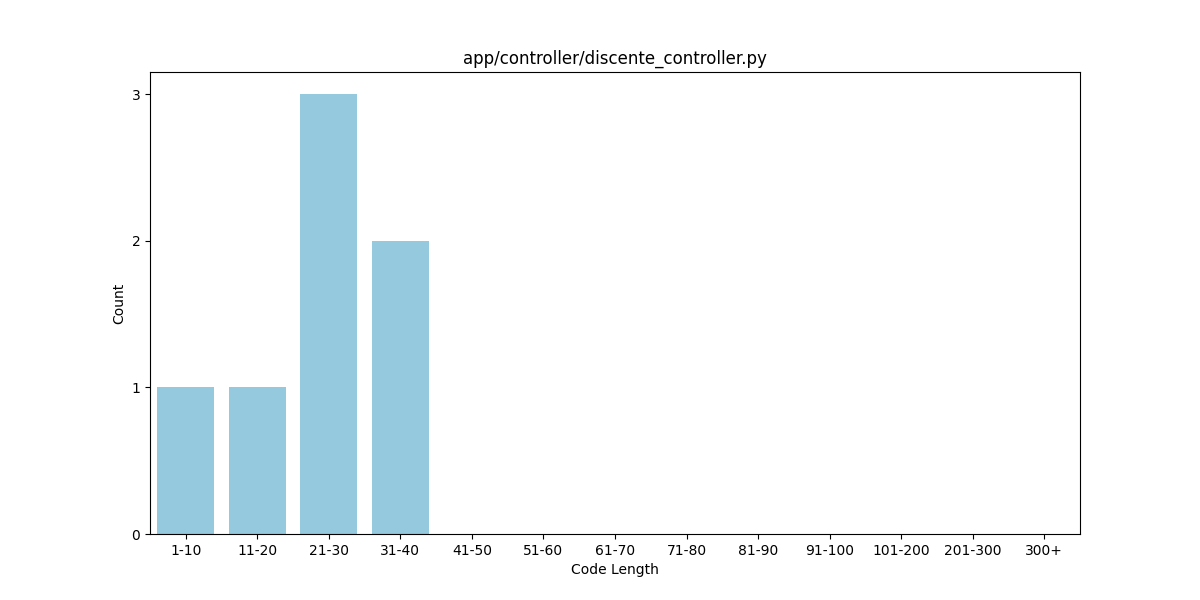 app/controller/discente_controller.py
3
2
1
0
Count
1-10 11-20 21-30 31-40 41-50 51-60 61-70 71-80 81-90 91-100 101-200 201-300 300+
Code Length